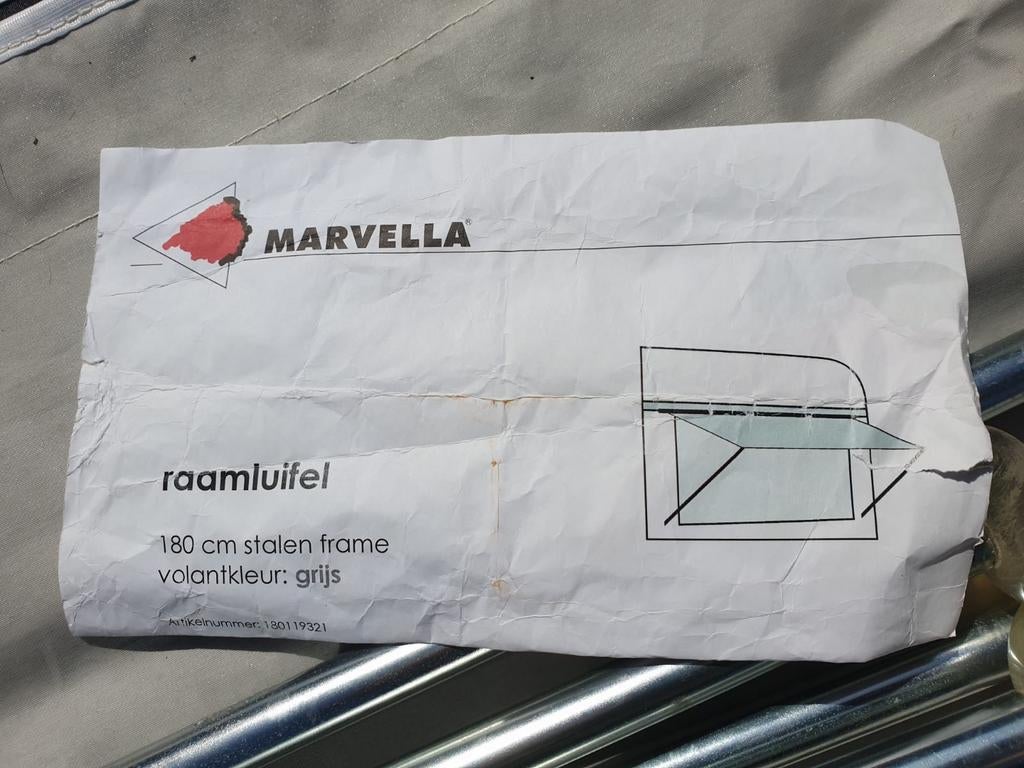 MARVELLA®
raamluifel
180 cm stalen frame
volantkleur: grijs
Artikelnummer: 180119321